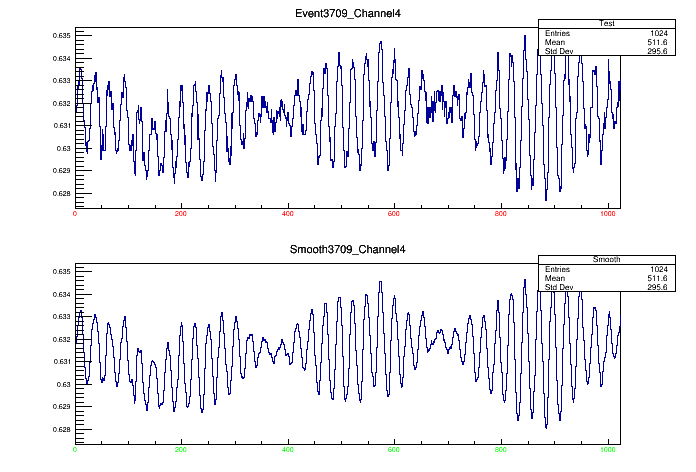 Event3709_Channel4
Test
Entries 1024
Mean 511.6
Std Dev 295.6
0.635
0.634
0.633
0.632
0.631
0.63
0.629
0.628
0 200 400 600 800 1000
Smooth3709_Channel4
Smooth
Entries 1024
Mean 511.6
Std Dev 295.6
0.635
0.634
0.633
0.632
0.631
0.63
0.629
0.628
0 200 400 600 800 1000